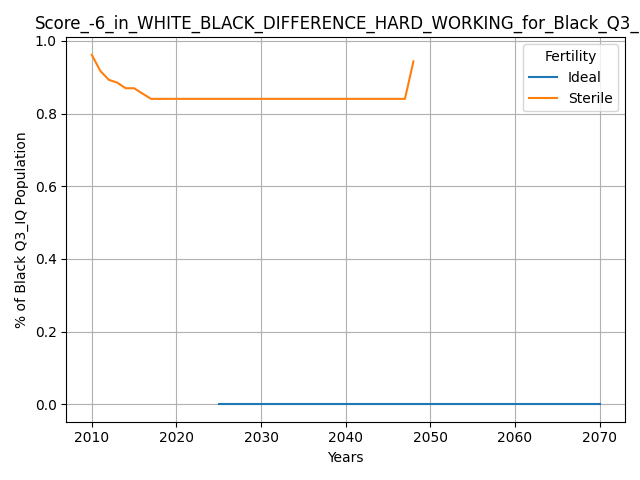 Score_-6_in_WHITE_BLACK_DIFFERENCE_HARD_WORKING_for_Black_Q3_
1.0
0.8
0.6
0.4
0.2
0.0
% of Black Q3_IQ Population
Fertility
Ideal
Sterile
2010 2020 2030 2040 2050 2060 2070
Years